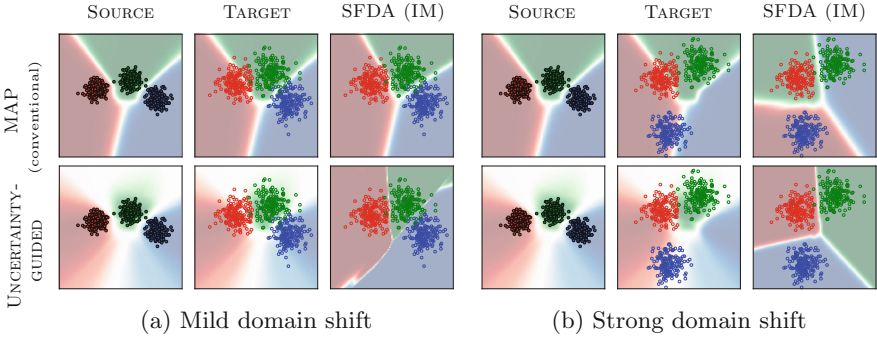 SOURCE TARGET SFDA (IM) SOURCE TARGET SFDA (IM)
MAP
(conventional)
UNCERTAINTY-
GUIDED
(a) Mild domain shift (b) Strong domain shift